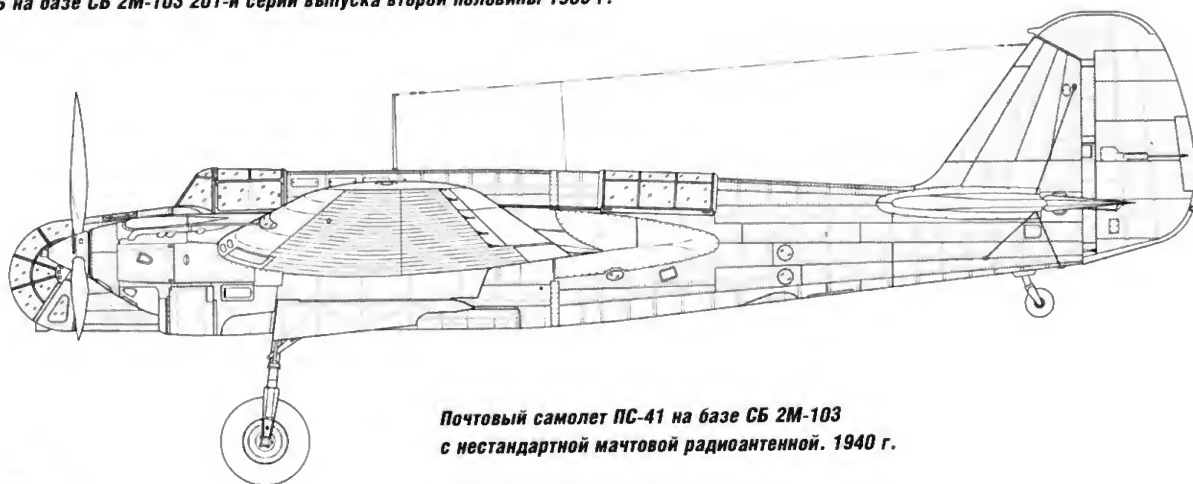 на базе СБ 2М-103 201-й серии выпуска второй половины
Почтовый самолет ПС-41 на базе СБ 2М-103
с нестандартной мачтовой радиоантенной. 1940 г.